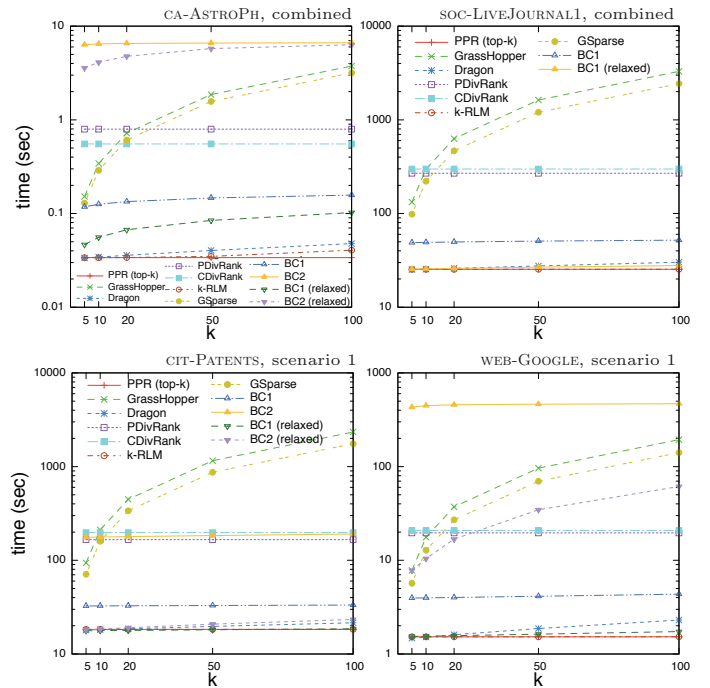 CA-ASTROPH, combined
10
1
0.1
0.01
time (sec)
PPR (top-k)
GrassHopper
Dragon
PDivRank
CDivRank
k-RLM
GSparse
BC1
BC2
BC1 (relaxed)
BC2 (relaxed)
5 10 20 50 100
k
SOC-LIVEJOURNAL1, combined
10000
1000
100
10
PPR (top-k)
GrassHopper
Dragon
PDivRank
CDivRank
k-RLM
GSparse
BC1
BC1 (relaxed)
5 10 20 50 100
k
CIT-PATENTS, scenario 1
10000
1000
100
10
time (sec)
PPR (top-k)
GrassHopper
Dragon
PDivRank
CDivRank
k-RLM
GSparse
BC1
BC2
BC1 (relaxed)
BC2 (relaxed)
5 10 20 50 100
k
WEB-GOOGLE, scenario 1
10000
1000
100
10
1
5 10 20 50 100
k